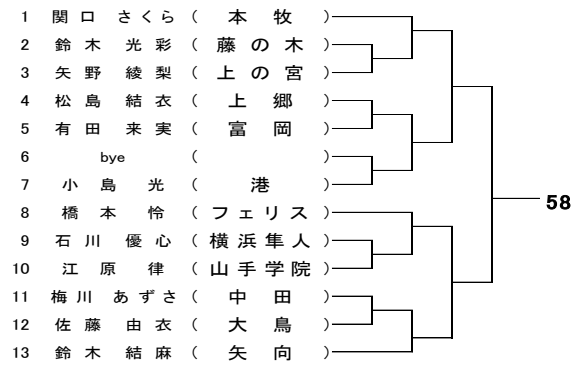 1 関口 さくら ( 本牧 )
2 鈴木 光彩 ( 藤の木 )
3 矢野 綾梨 ( 上の宮 )
4 松島 結衣 ( 上郷 )
5 有田 来実 ( 富岡 )
6 bye ( )
7 小島 光 ( 港 )
58
8 橋本 怜 ( フェリス )
9 石川 優心 ( 横浜隼人 )
10 江原 律 ( 山手学院 )
11 梅川 あずさ ( 中田 )
12 佐藤 由衣 ( 大鳥 )
13 鈴木 結麻 ( 矢向 )